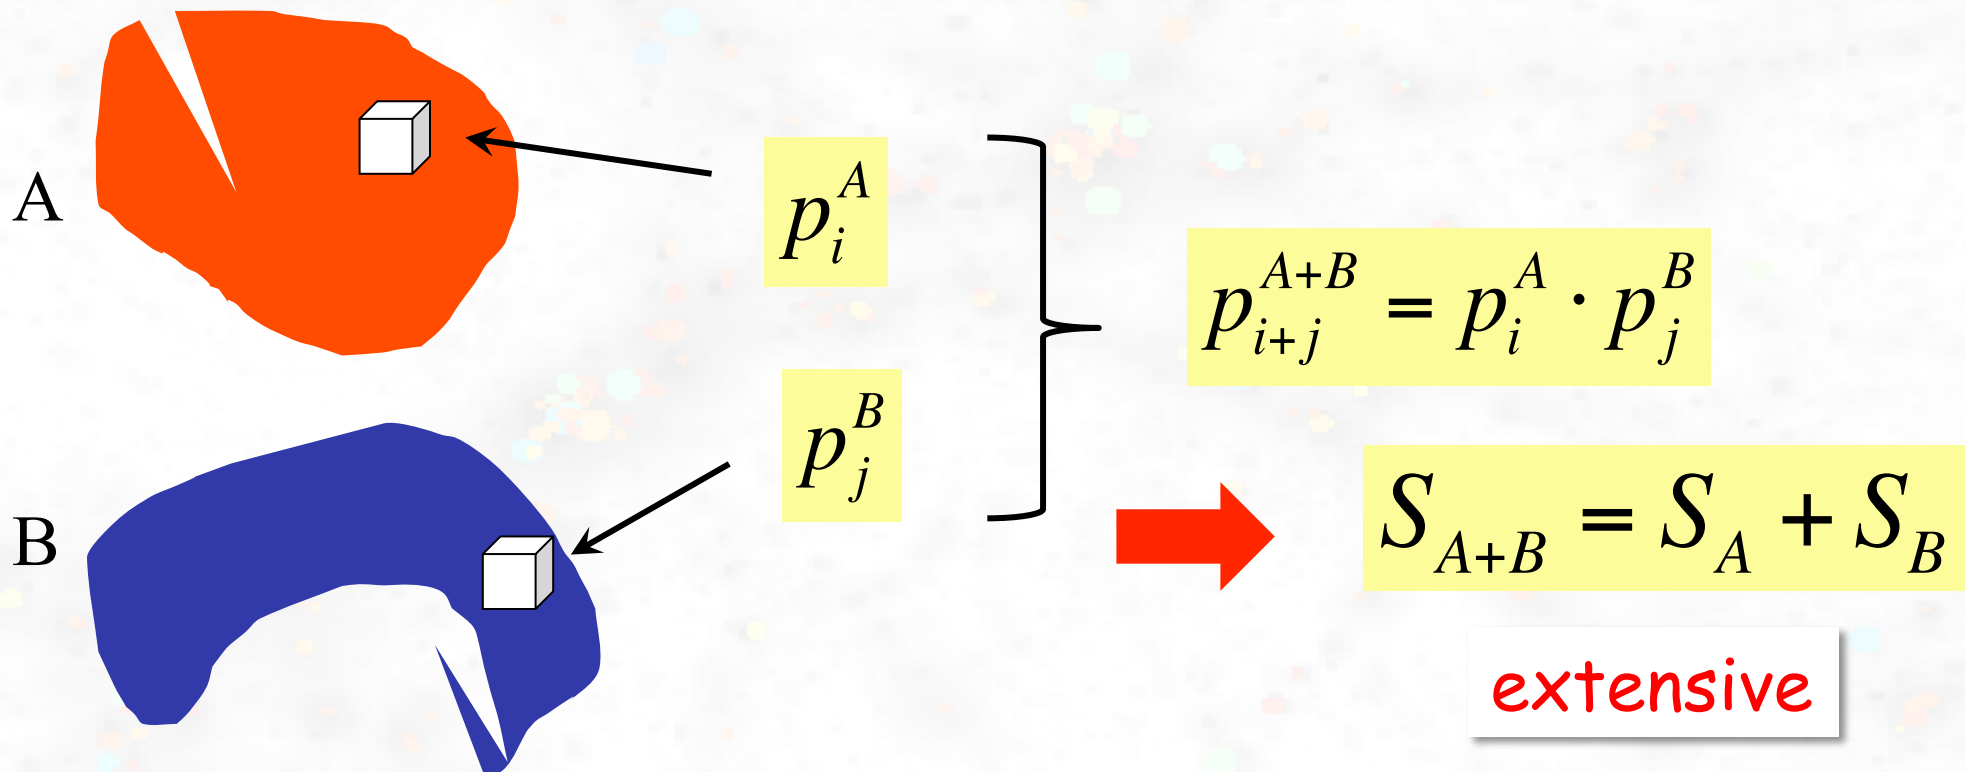 A
p_i^A
p_{i+j}^{A+B} = p_i^A · p_j^B
p_j^B
B
S_{A+B} = S_A + S_B
extensive